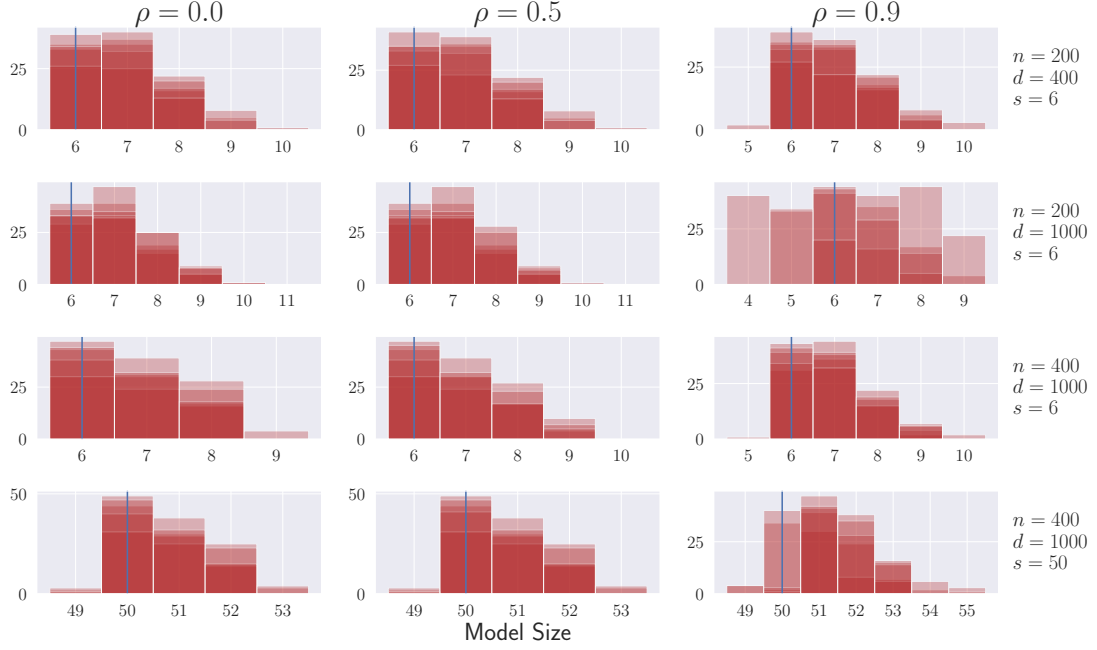 ρ = 0.0 ρ = 0.5 ρ = 0.9
25
0
6 7 8 9 10
25
0
6 7 8 9 10
25
0
5 6 7 8 9 10
n = 200
d = 400
s = 6
25
0
6 7 8 9 10 11
25
0
6 7 8 9 10 11
25
0
4 5 6 7 8 9
n = 200
d = 1000
s = 6
25
0
6 7 8 9
25
0
6 7 8 9 10
25
0
5 6 7 8 9 10
n = 400
d = 1000
s = 6
50
25
0
49 50 51 52 53
50
25
0
49 50 51 52 53
25
0
49 50 51 52 53 54 55
n = 400
d = 1000
s = 50
Model Size